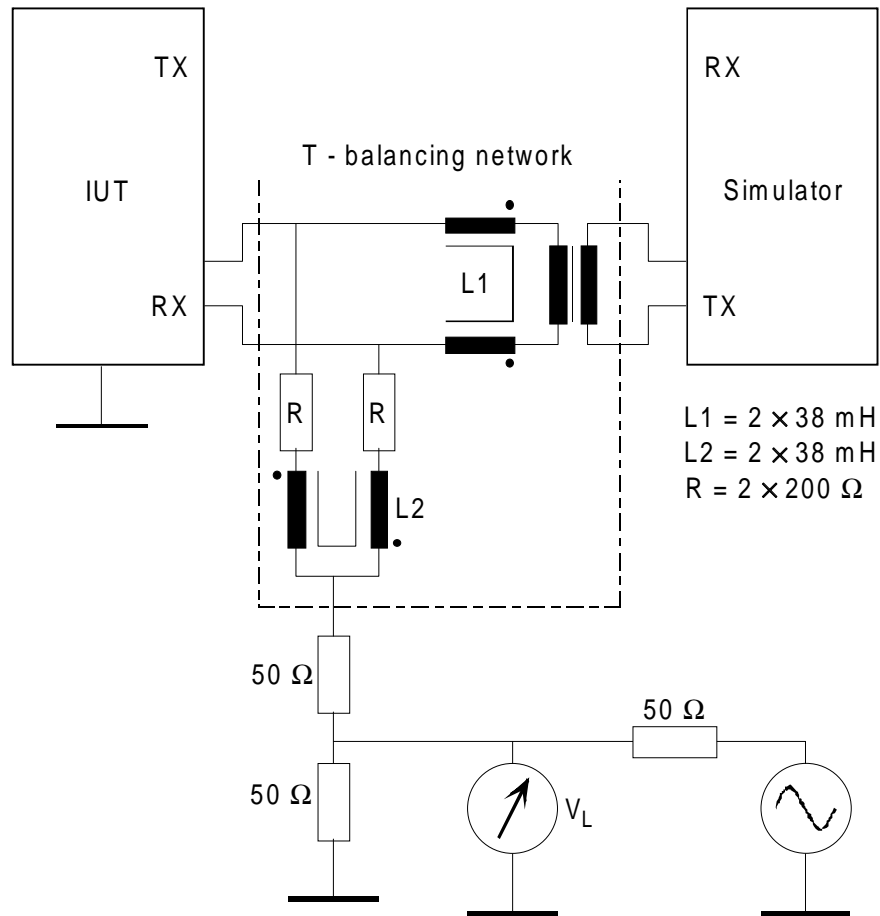 TX
RX
T - balancing network
IUT
Simulator
L1
RX
TX
R
R
L1 = 2 × 38 mH
L2 = 2 × 38 mH
R = 2 × 200 Ω
L2
50 Ω
50 Ω
50 Ω
VL